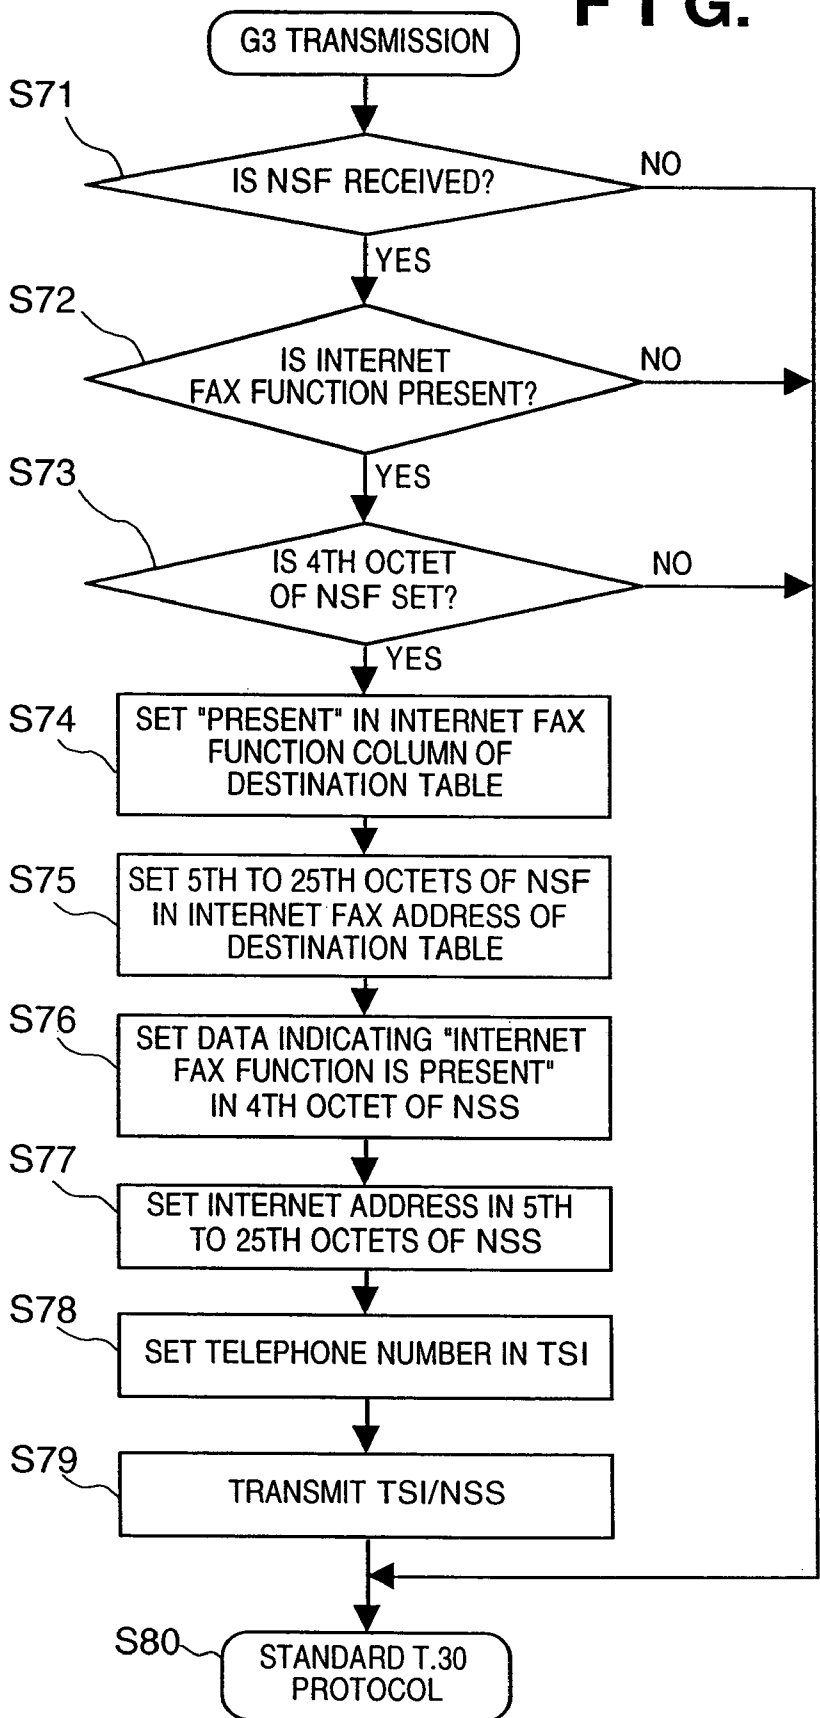 FIG.
G3 TRANSMISSION
S71
IS NSF RECEIVED?
NO
YES
S72
IS INTERNET
FAX FUNCTION PRESENT?
NO
YES
S73
IS 4TH OCTET
OF NSF SET?
NO
YES
S74
SET "PRESENT" IN INTERNET FAX
FUNCTION COLUMN OF
DESTINATION TABLE
S75
SET 5TH TO 25TH OCTETS OF NSF
IN INTERNET FAX ADDRESS OF
DESTINATION TABLE
S76
SET DATA INDICATING "INTERNET
FAX FUNCTION IS PRESENT"
IN 4TH OCTET OF NSS
S77
SET INTERNET ADDRESS IN 5TH
TO 25TH OCTETS OF NSS
S78
SET TELEPHONE NUMBER IN TSI
S79
TRANSMIT TSI/NSS
S80
STANDARD T.30
PROTOCOL